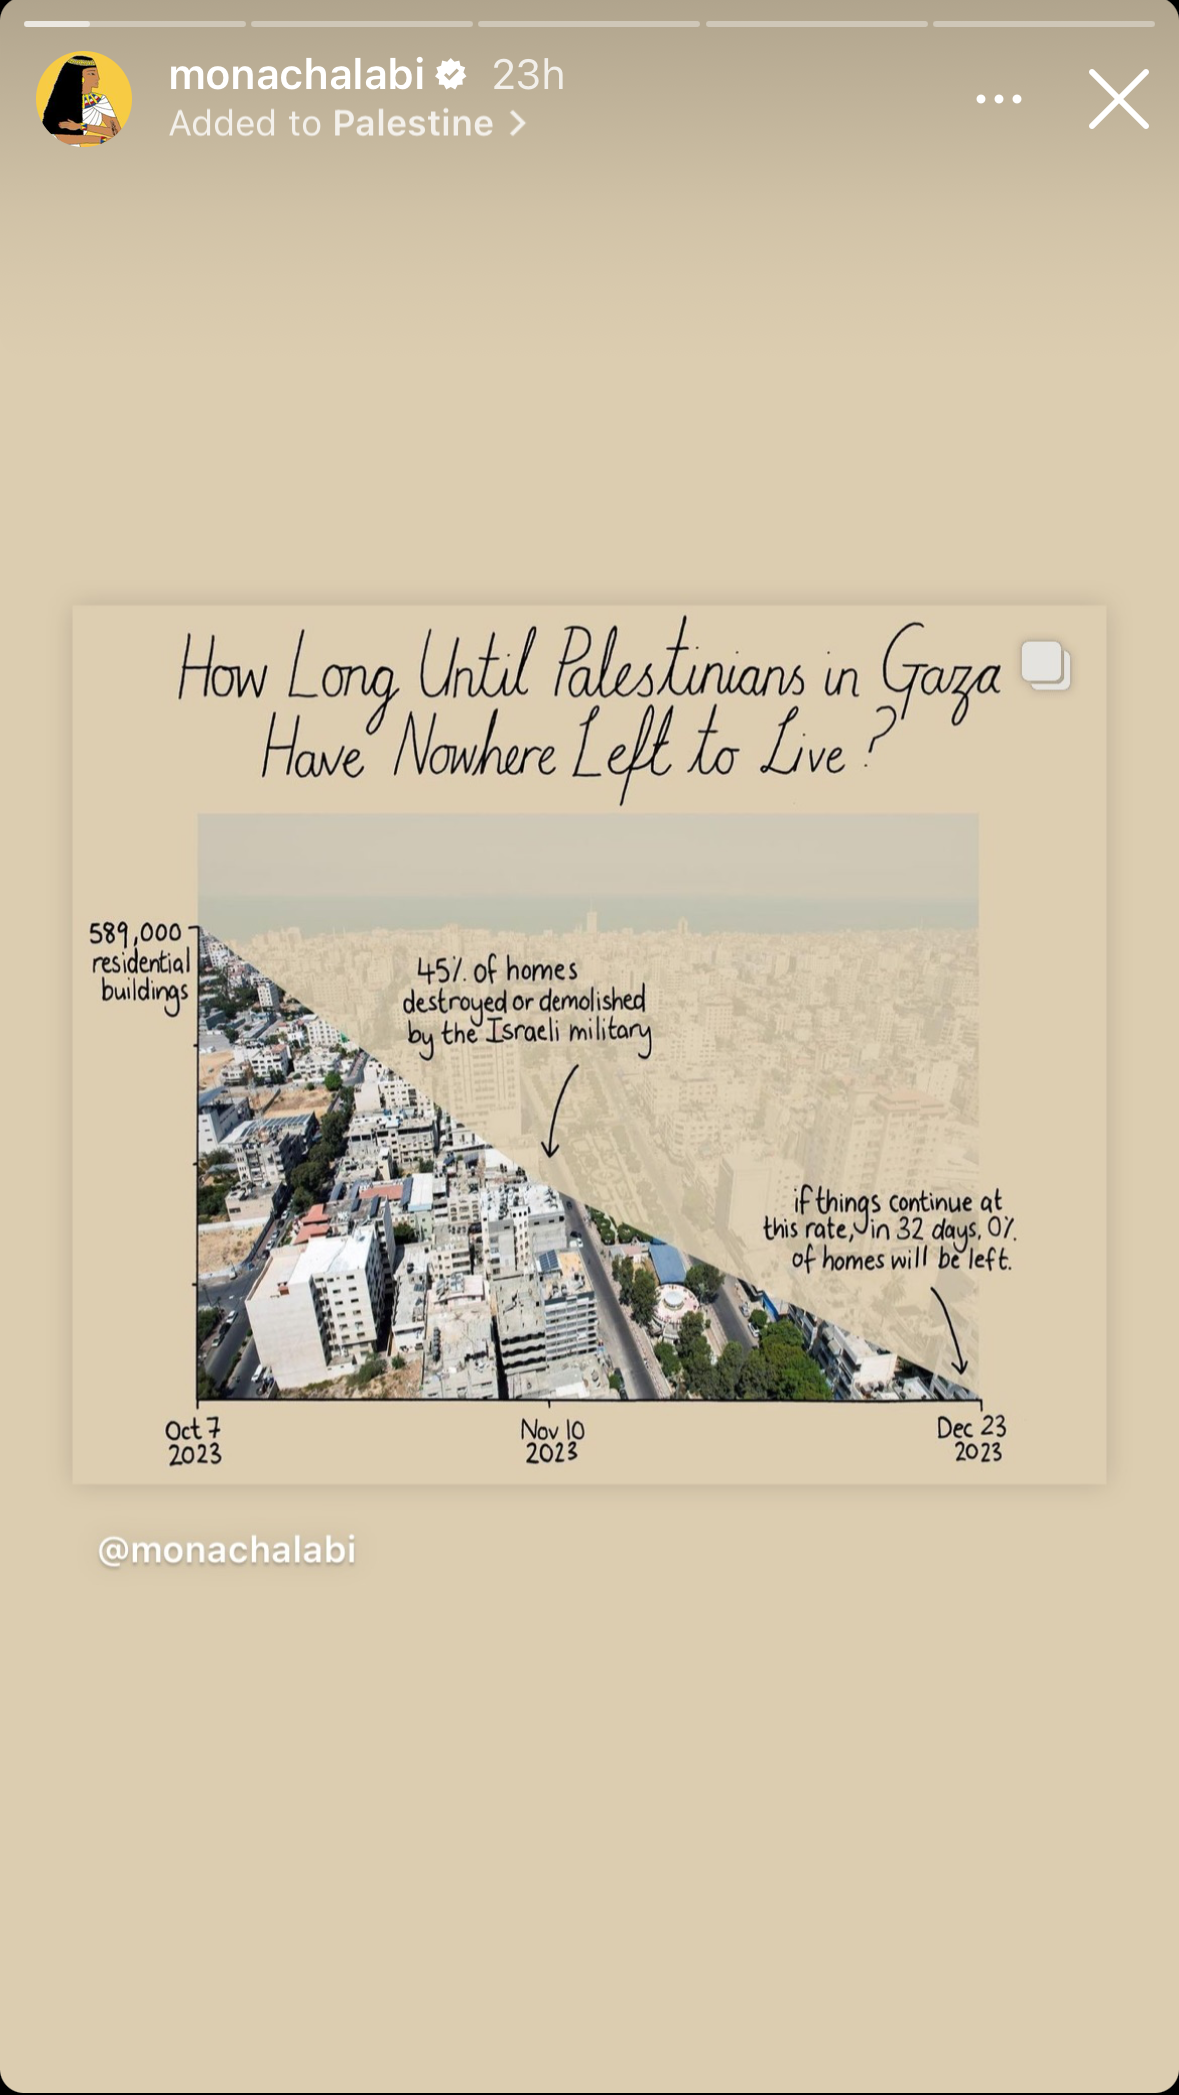 monachalabi 23h
Added to Palestine >
How Long Until Palestinians in Gaza
Have Nowhere Left to Live?
589,000
residential
buildings
45% of homes
destroyed or demolished
by the Israeli military
if things continue at
this rate, in 32 days, 0%
of homes will be left.
Oct 7
2023
Nov 10
2023
Dec 23
2023
@monachalabi